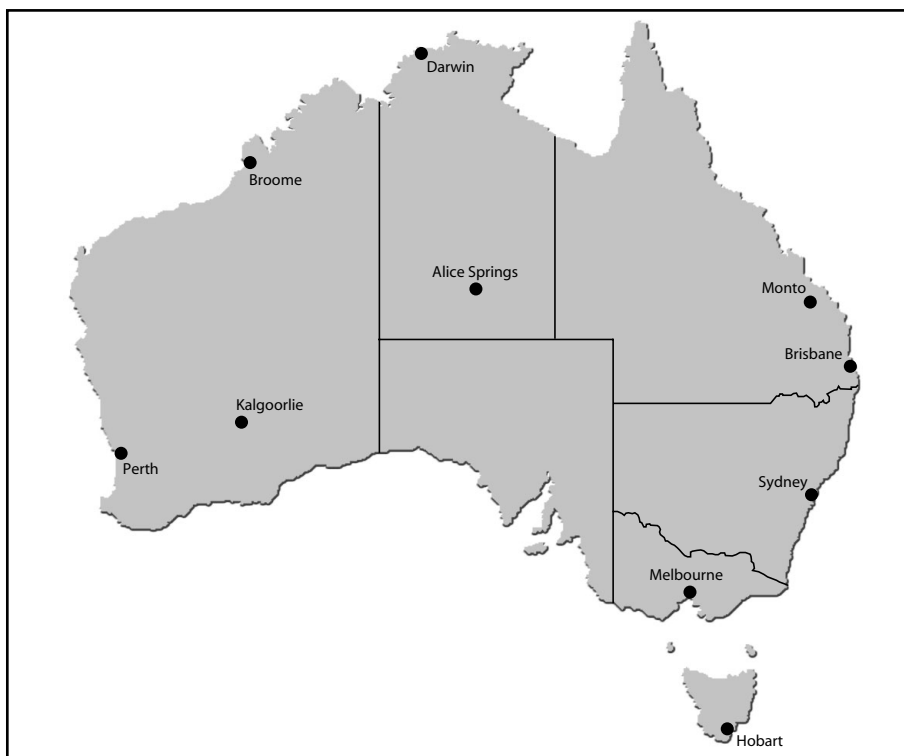 Darwin
Broome
Alice Springs
Monto
Brisbane
Kalgoorlie
Perth
Sydney
Melbourne
Hobart